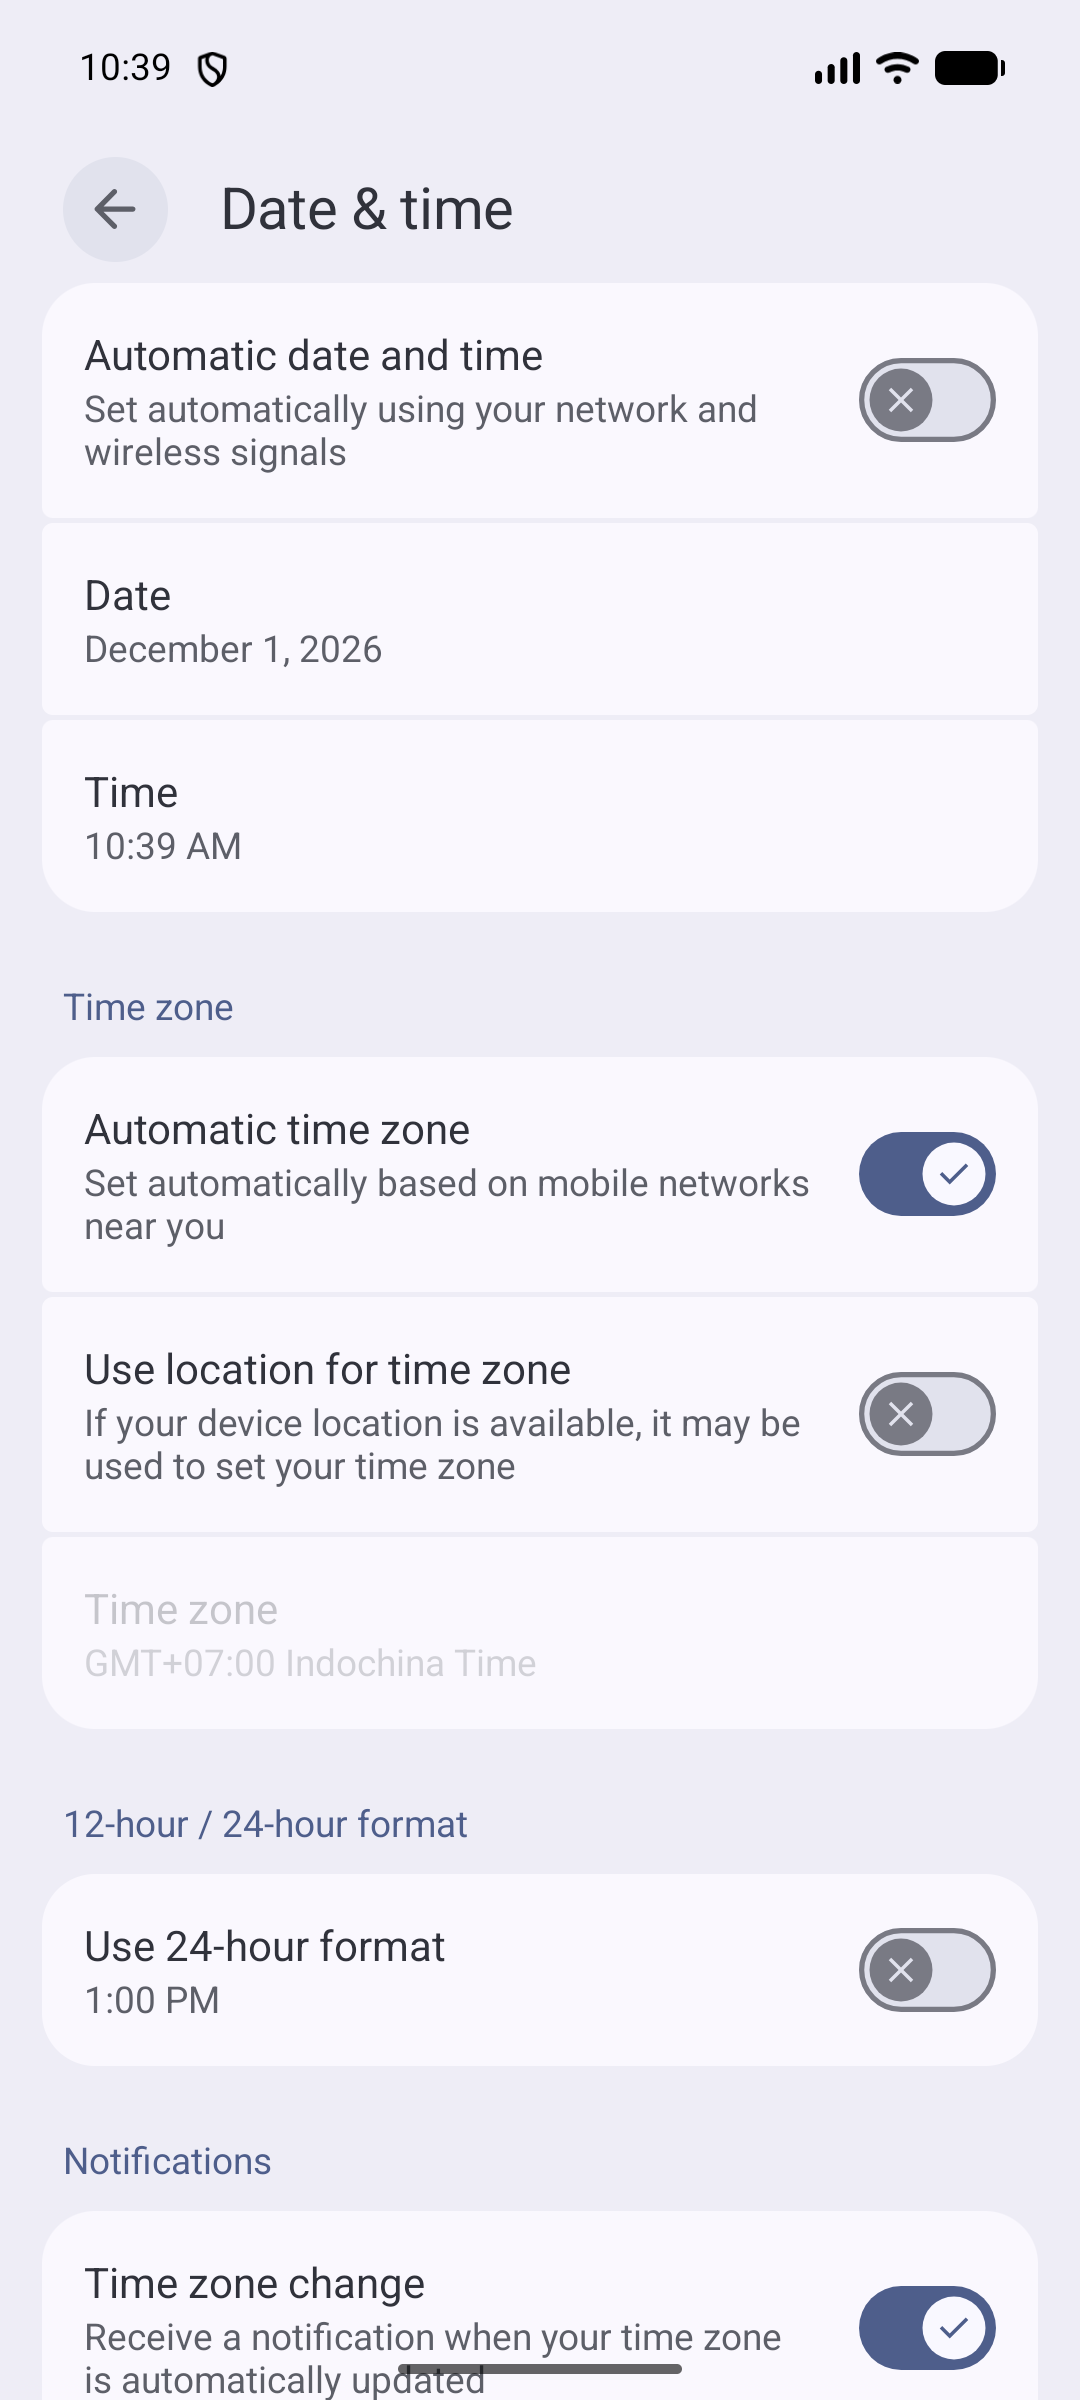 10:39
Date & time
Automatic date and time
Set automatically using your network and
wireless signals
Date
December 1, 2026
Time
10:39 AM
Time zone
Automatic time zone
Set automatically based on mobile networks
near you
Use location for time zone
If your device location is available, it may be
used to set your time zone
Time zone
GMT+07:00 Indochina Time
12-hour / 24-hour format
Use 24-hour format
1:00 PM
Notifications
Time zone change
Receive a notification when your time zone
is automatically updated